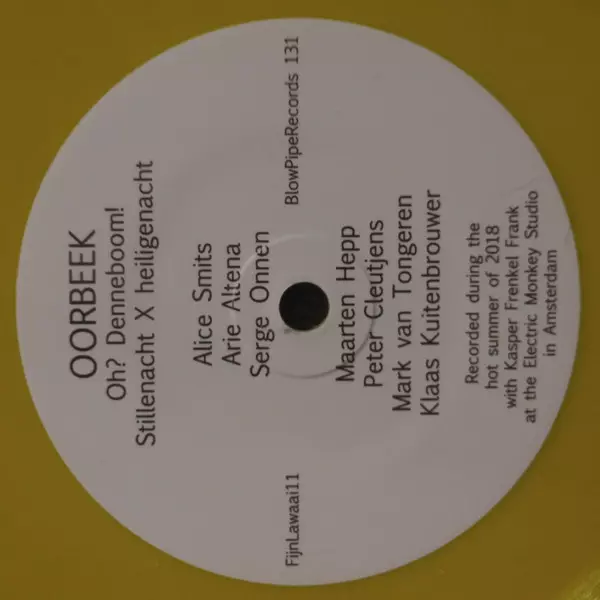 OORBEEK
Oh? Denneboom!
Stillenacht X heiligenacht
Alice Smits
Arie Altena
Serge Onnen
FijnLawaai11
BlowPipeRecords 131
Maarten Hepp
Peter Cleutjens
Mark van Tongeren
Klaas Kuitenbrouwer
Recorded during the
hot summer of 2018
with Kasper Frenkel Frank
at the Electric Monkey Studio
in Amsterdam